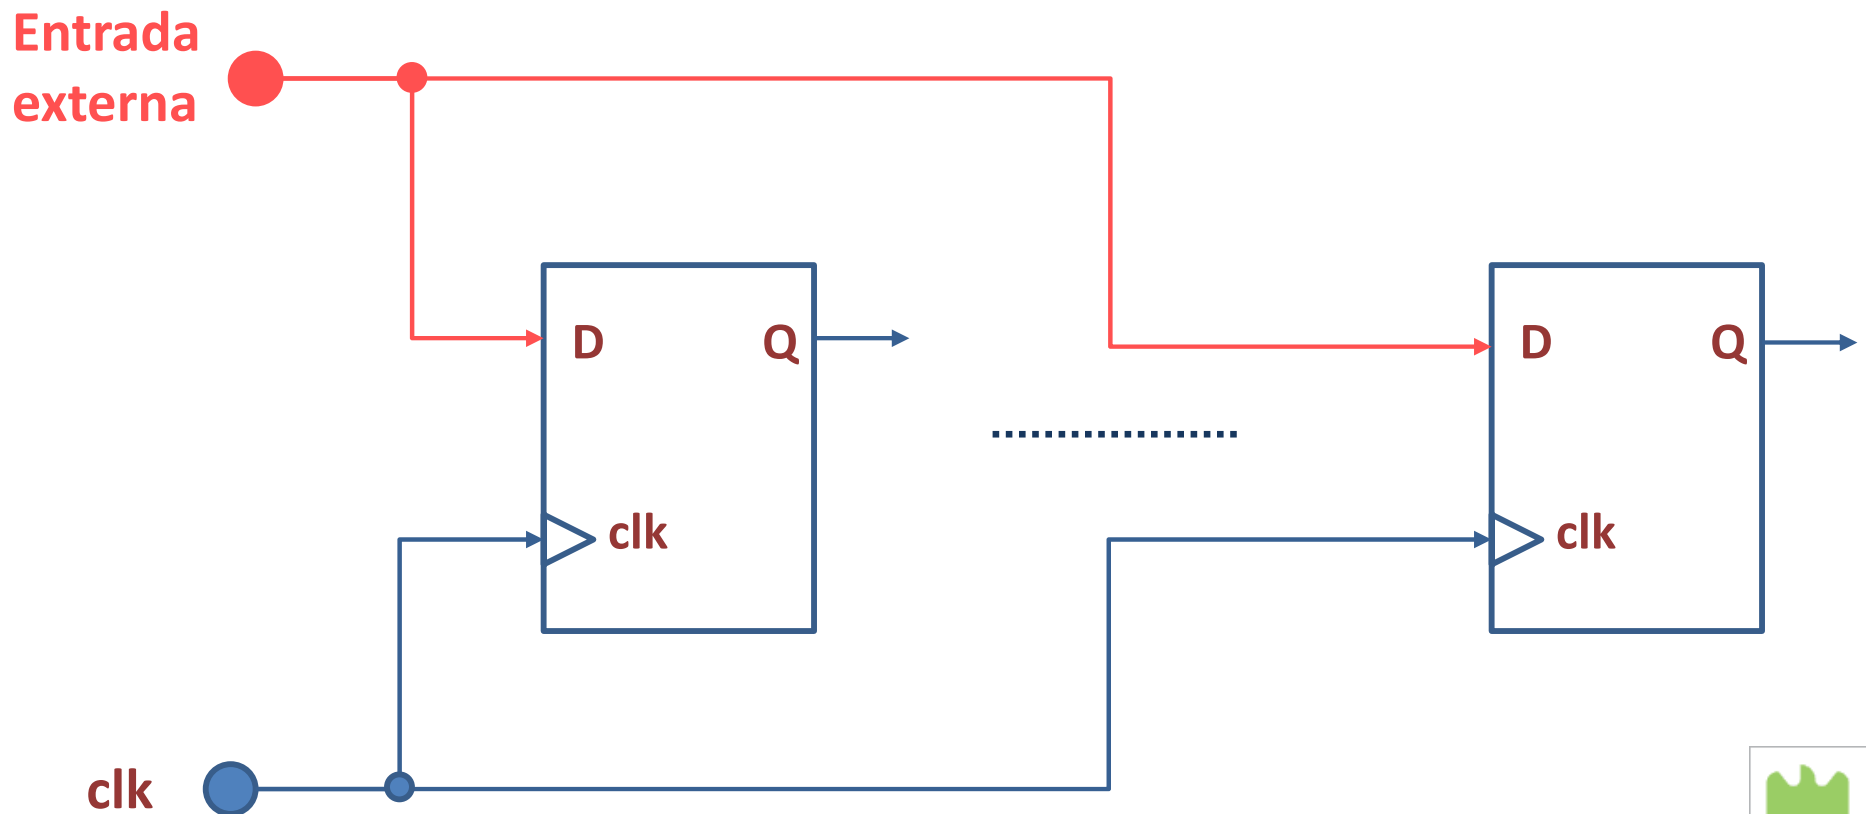 Entrada
externa
D Q
clk
D Q
clk
clk